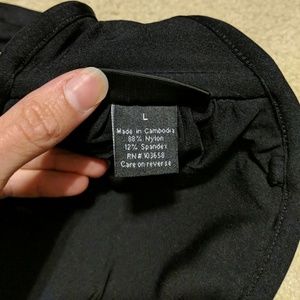 L
Made in Cambodia
88% Nylon
12% Spandex
RN# 103658
Care on reverse